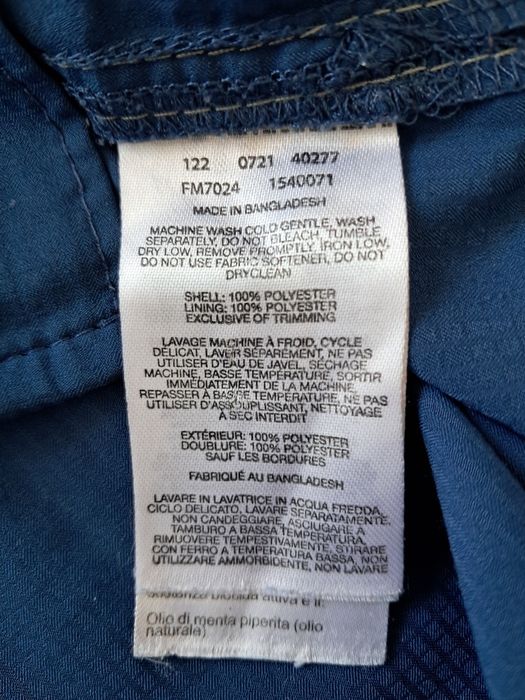 122 0721 40277
FM7024 1540071
MADE IN BANGLADESH
MACHINE WASH COLD GENTLE, WASH
SEPARATELY, DO NOT BLEACH, TUMBLE
DRY LOW, REMOVE PROMPTLY, IRON LOW,
DO NOT USE FABRIC SOFTENER, DO NOT
DRYCLEAN
SHELL: 100% POLYESTER
LINING: 100% POLYESTER
EXCLUSIVE OF TRIMMING
LAVAGE MACHINE À FROID, CYCLE
DÉLICAT, LAVER SÉPARÉMENT, NE PAS
UTILISER D'EAU DE JAVEL, SÉCHAGE
MACHINE, BASSE TEMPÉRATURE, SORTIR
IMMÉDIATEMENT DE LA MACHINE
REPASSER À BASSE TEMPÉRATURE, NE PAS
UTILISER D'ASSOUPLISSANT, NETTOYAGE
À SEC INTERDIT
EXTÉRIEUR: 100% POLYESTER
DOUBLURE: 100% POLYESTER
SAUF LES BORDURES
FABRIQUÉ AU BANGLADESH
LAVARE IN LAVATRICE IN ACQUA FREDDA,
CICLO DELICATO, LAVARE SEPARATAMENTE,
NON CANDEGGIARE, ASCIUGARE A
TAMBURO A BASSA TEMPERATURA,
RIMUOVERE TEMPESTIVAMENTE, STIRARE
CON FERRO A TEMPERATURA BASSA, NON
UTILIZZARE AMMORBIDENTE, NON LAVARE
sostanza biocida attiva è il:
Olio di menta piperita (olio
naturale)